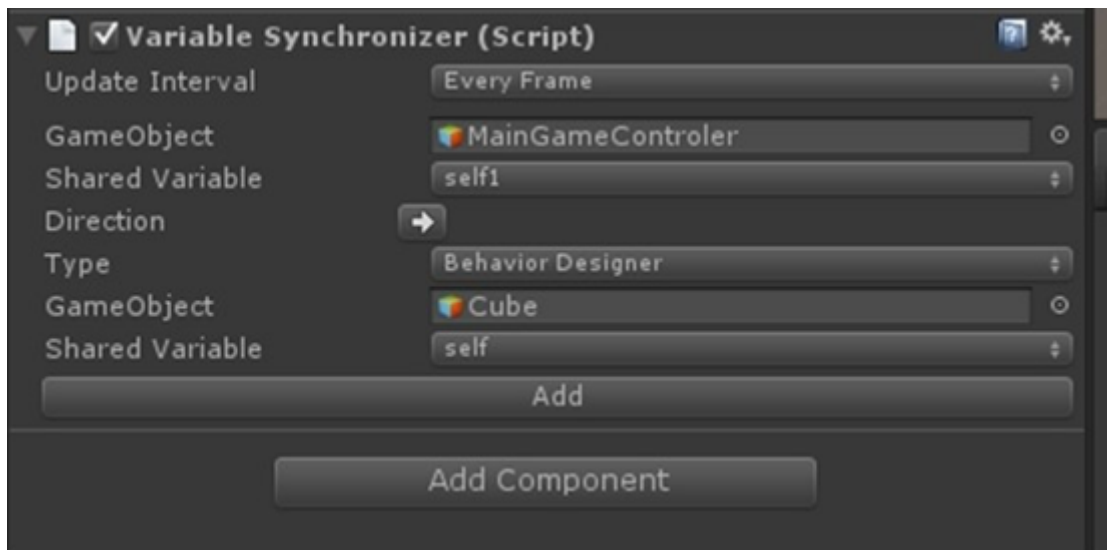 Variable Synchronizer (Script)
Update Interval Every Frame
GameObject MainGameControler
Shared Variable self1
Direction
Type Behavior Designer
GameObject Cube
Shared Variable self
Add
Add Component